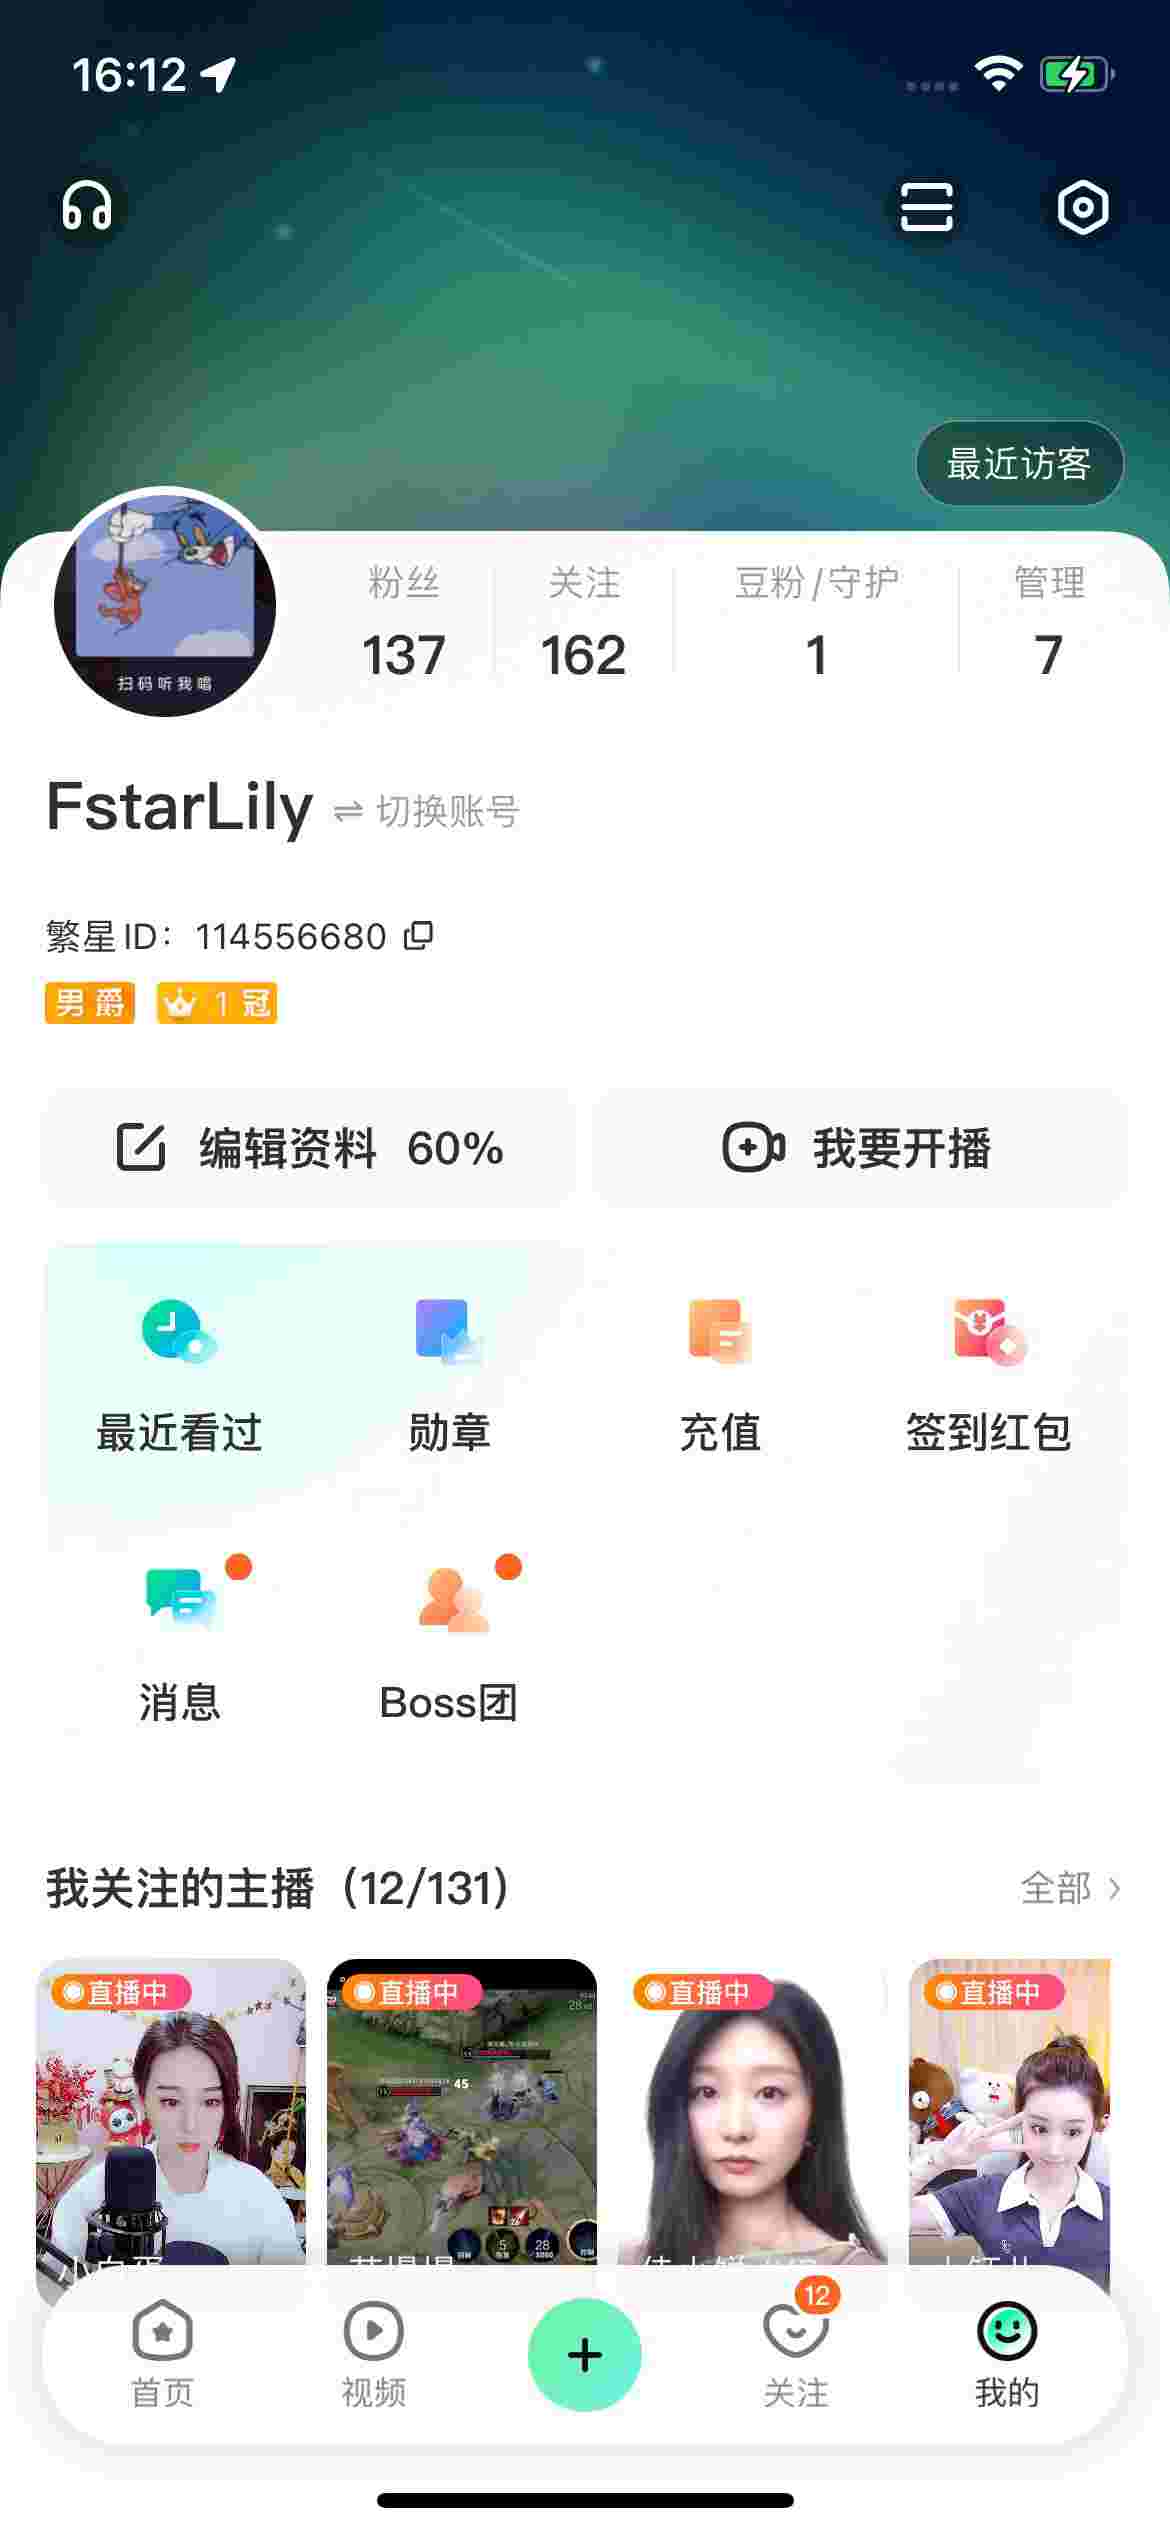 16:12
最近访客
粉丝 关注 豆粉/守护 管理
137 162 1 7
扫码听我唱
FstarLily 切换账号
繁星ID: 114556680
男爵 1冠
编辑资料 60% 我要开播
最近看过 勋章 充值 签到红包
消息 Boss团
我关注的主播 (12/131) 全部
直播中 直播中 直播中 直播中
45
5 28
12
首页 视频 关注 我的